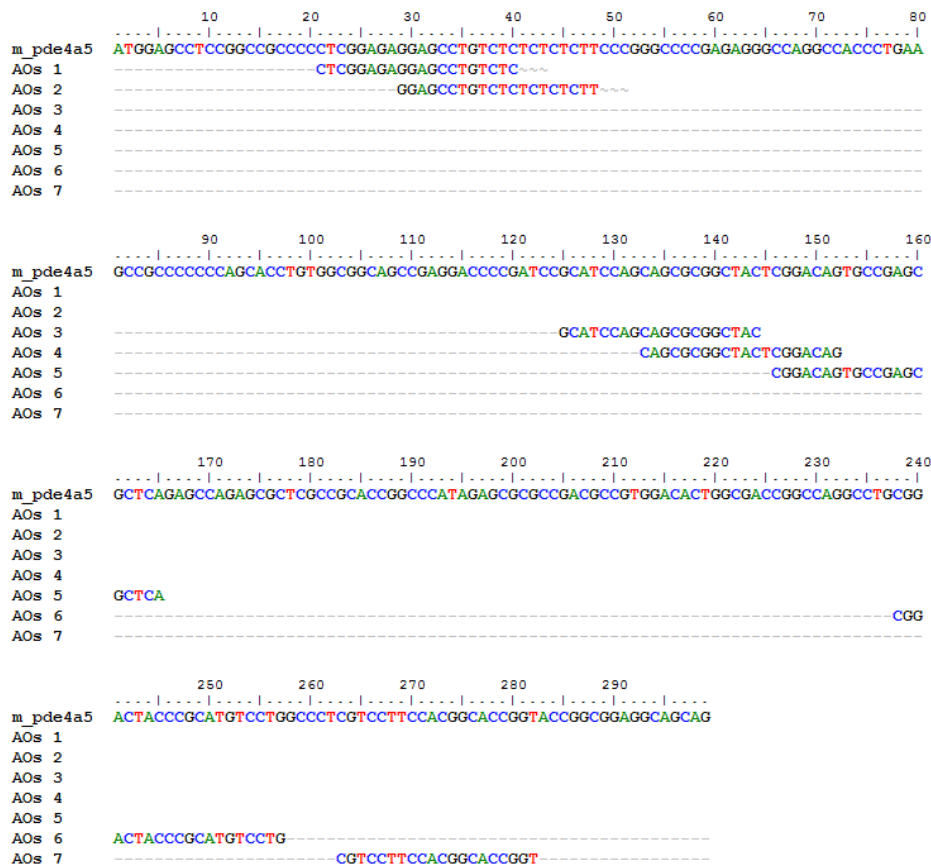 10 20 30 40 50 60 70 80
m_pde4a5 ATGGAGCCTCCGGCCGCCCCCTCGGAGAGGAGCCTGTCTCTCTCTCTTCCCGGGCCCCGAGAGGGCCAGGCCACCCTGAA
AOs 1 --------------------CTCGGAGAGGAGCCTGTCTC~~~
AOs 2 ----------------------------GGAGCCTGTCTCTCTCTCTT~~~
AOs 3 --------------------------------------------------------------------------------
AOs 4 --------------------------------------------------------------------------------
AOs 5 --------------------------------------------------------------------------------
AOs 6 --------------------------------------------------------------------------------
AOs 7 --------------------------------------------------------------------------------
90 100 110 120 130 140 150 160
m_pde4a5 GCCGCCCCCCCAGCACCTGTGGCGGCAGCCGAGGACCCCGATCCGCATCCAGCAGCGCGGCTACTCGGACAGTGCCGAGC
AOs 1
AOs 2
AOs 3 --------------------------------------------GCATCCAGCAGCGCGGCTAC----------------
AOs 4 ----------------------------------------------------CAGCGCGGCTACTCGGACAG--------
AOs 5 -----------------------------------------------------------------CGGACAGTGCCGAGC
AOs 6 --------------------------------------------------------------------------------
AOs 7 --------------------------------------------------------------------------------
170 180 190 200 210 220 230 240
m_pde4a5 GCTCAGAGCCAGAGCGCTCGCCGCACCGGCCCATAGAGCGCGCCGACGCCGTGGACACTGGCGACCGGCCAGGCCTGCGG
AOs 1
AOs 2
AOs 3
AOs 4
AOs 5 GCTCA
AOs 6 -----------------------------------------------------------------------------CGG
AOs 7 --------------------------------------------------------------------------------
250 260 270 280 290
m_pde4a5 ACTACCCGCATGTCCTGGCCCTCGTCCTTCCACGGCACCGGTACCGGCGGAGGCAGCAG
AOs 1
AOs 2
AOs 3
AOs 4
AOs 5
AOs 6 ACTACCCGCATGTCCTG------------------------------------------
AOs 7 ----------------------CGTCCTTCCACGGCACCGGT-----------------